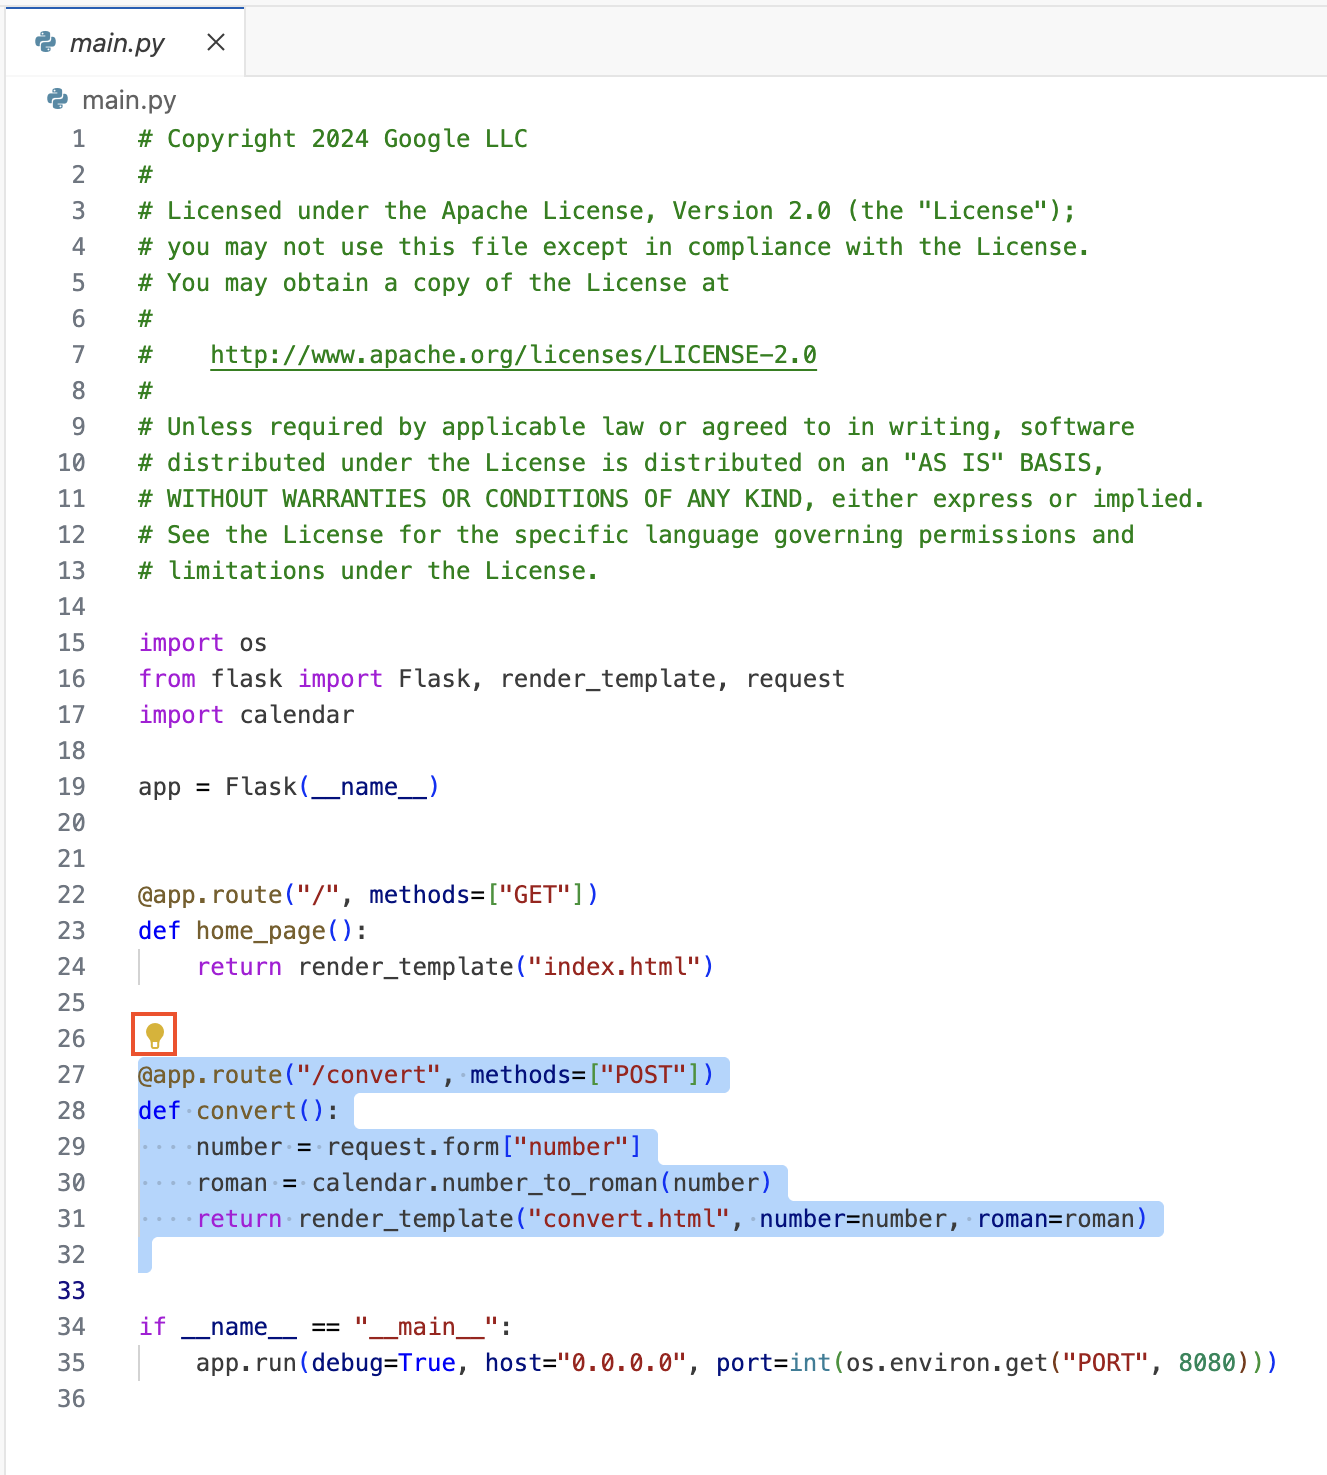 main.py
main.py
1 # Copyright 2024 Google LLC
2 #
3 # Licensed under the Apache License, Version 2.0 (the "License");
4 # you may not use this file except in compliance with the License.
5 # You may obtain a copy of the License at
6 #
7 #    http://www.apache.org/licenses/LICENSE-2.0
8 #
9 # Unless required by applicable law or agreed to in writing, software
10 # distributed under the License is distributed on an "AS IS" BASIS,
11 # WITHOUT WARRANTIES OR CONDITIONS OF ANY KIND, either express or implied.
12 # See the License for the specific language governing permissions and
13 # limitations under the License.
14
15 import os
16 from flask import Flask, render_template, request
17 import calendar
18
19 app = Flask(__name__)
20
21
22 @app.route("/", methods=["GET"])
23 def home_page():
24     return render_template("index.html")
25
26
27 @app.route("/convert", methods=["POST"])
28 def convert():
29     number = request.form["number"]
30     roman = calendar.number_to_roman(number)
31     return render_template("convert.html", number=number, roman=roman)
32
33
34 if __name__ == "__main__":
35     app.run(debug=True, host="0.0.0.0", port=int(os.environ.get("PORT", 8080)))
36